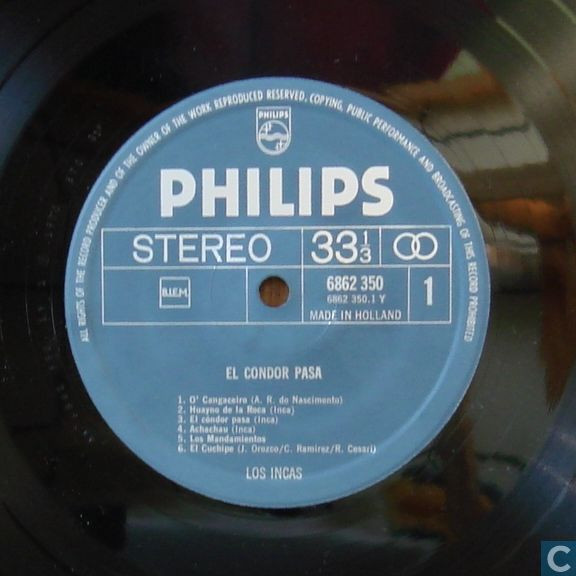 ALL RIGHTS OF THE RECORD PRODUCER AND OF THE OWNER OF THE WORK REPRODUCED RESERVED, COPYING, PUBLIC PERFORMANCE AND BROADCASTING OF THIS RECORD PROHIBITED
PHILIPS
PHILIPS
STEREO 33 1/3
B.I.E.M. 6862 350 1
6862 350.1 Y
MADE IN HOLLAND
EL CONDOR PASA
1. O' Cangaceiro (A. R. do Nascimento)
2. Huayno de la Roca (Inca)
3. El cóndor pasa (Inca)
4. Achachau (Inca)
5. Los Mandamientos
6. El Cuchipe (J. Orozco/C. Ramirez/R. Cesari)
LOS INCAS
C